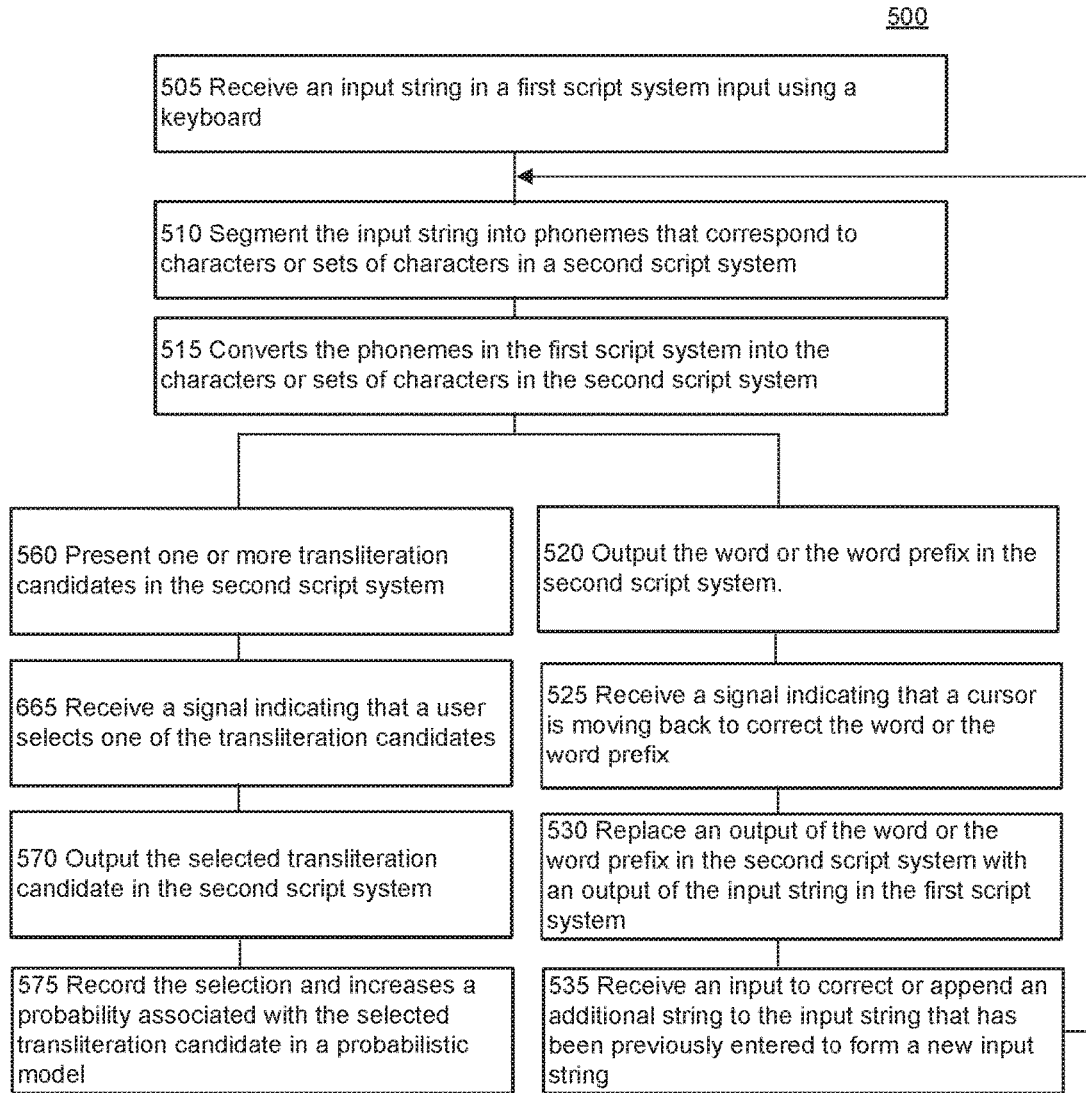 500
505 Receive an input string in a first script system input using a
keyboard
510 Segment the input string into phonemes that correspond to
characters or sets of characters in a second script system
515 Converts the phonemes in the first script system into the
characters or sets of characters in the second script system
560 Present one or more transliteration
candidates in the second script system
665 Receive a signal indicating that a user
selects one of the transliteration candidates
570 Output the selected transliteration
candidate in the second script system
575 Record the selection and increases a
probability associated with the selected
transliteration candidate in a probabilistic
model
520 Output the word or the word prefix in the
second script system.
525 Receive a signal indicating that a cursor
is moving back to correct the word or the
word prefix
530 Replace an output of the word or the
word prefix in the second script system with
an output of the input string in the first script
system
535 Receive an input to correct or append an
additional string to the input string that has
been previously entered to form a new input
string